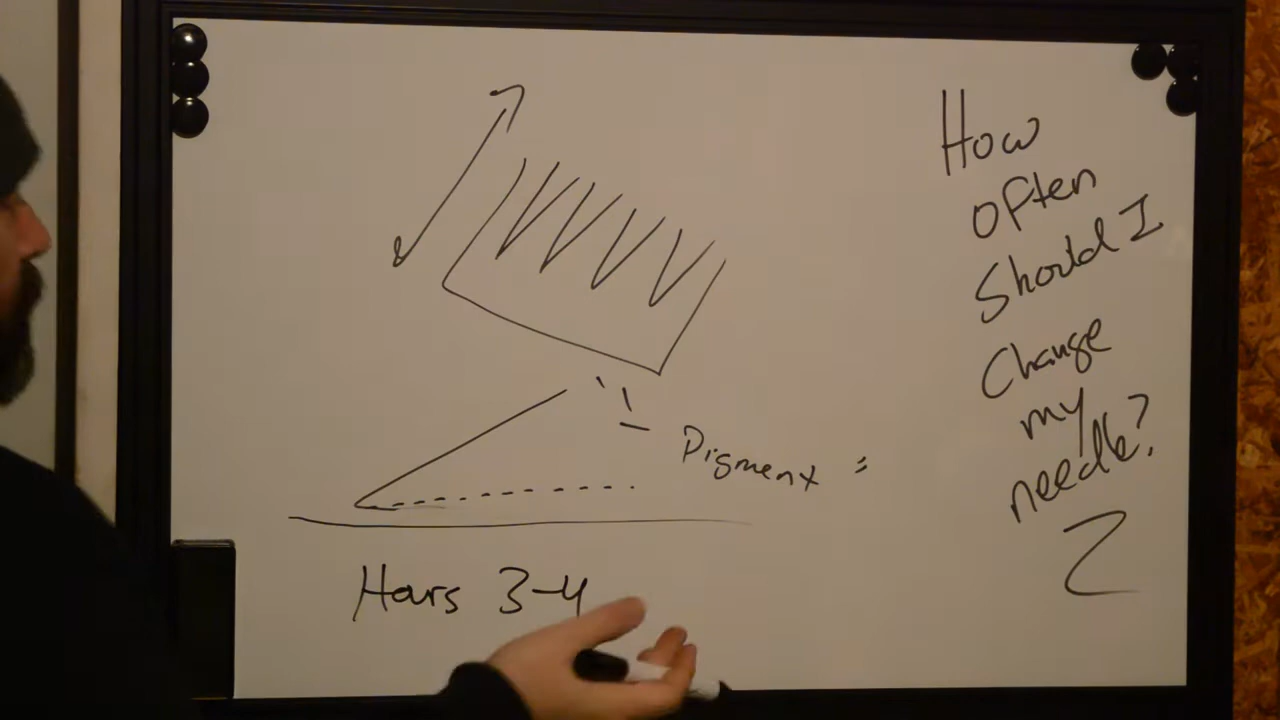 How
often
Should I
Change
my
needle?
Pigment =
Hours 3-4